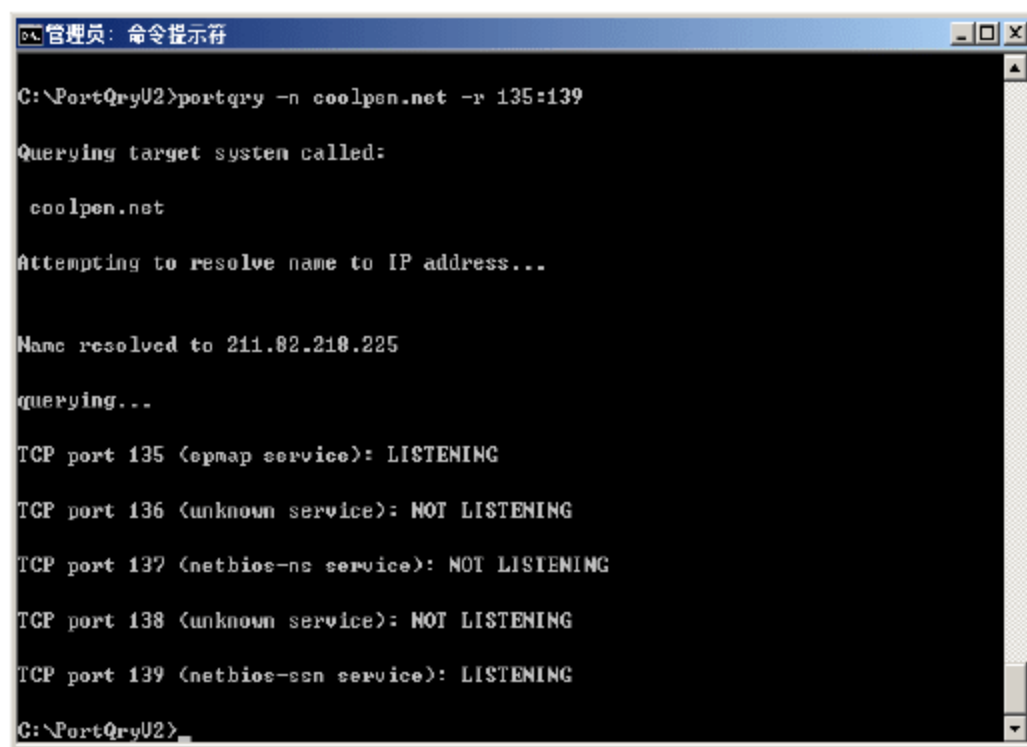 管理员: 命令提示符
C:\PortQryV2>portqry -n coolpen.net -r 135:139
Querying target system called:
coolpen.net
Attempting to resolve name to IP address...
Name resolved to 211.82.218.225
querying...
TCP port 135 (epmap service): LISTENING
TCP port 136 (unknown service): NOT LISTENING
TCP port 137 (netbios-ns service): NOT LISTENING
TCP port 138 (unknown service): NOT LISTENING
TCP port 139 (netbios-ssn service): LISTENING
C:\PortQryV2>_